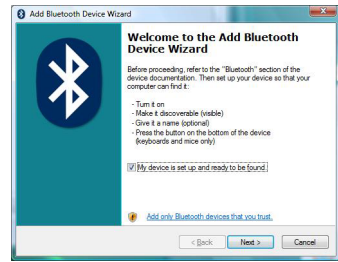 Add Bluetooth Device Wizard
Welcome to the Add Bluetooth
Device Wizard
Before proceeding, refer to the "Bluetooth" section of the
device documentation. Then set up your device so that your
computer can find it:
- Turn it on
- Make it discoverable (visible)
- Give it a name (optional)
- Press the button on the bottom of the device
(keyboards and mice only)
My device is set up and ready to be found.
Add only Bluetooth devices that you trust.
< Back Next > Cancel